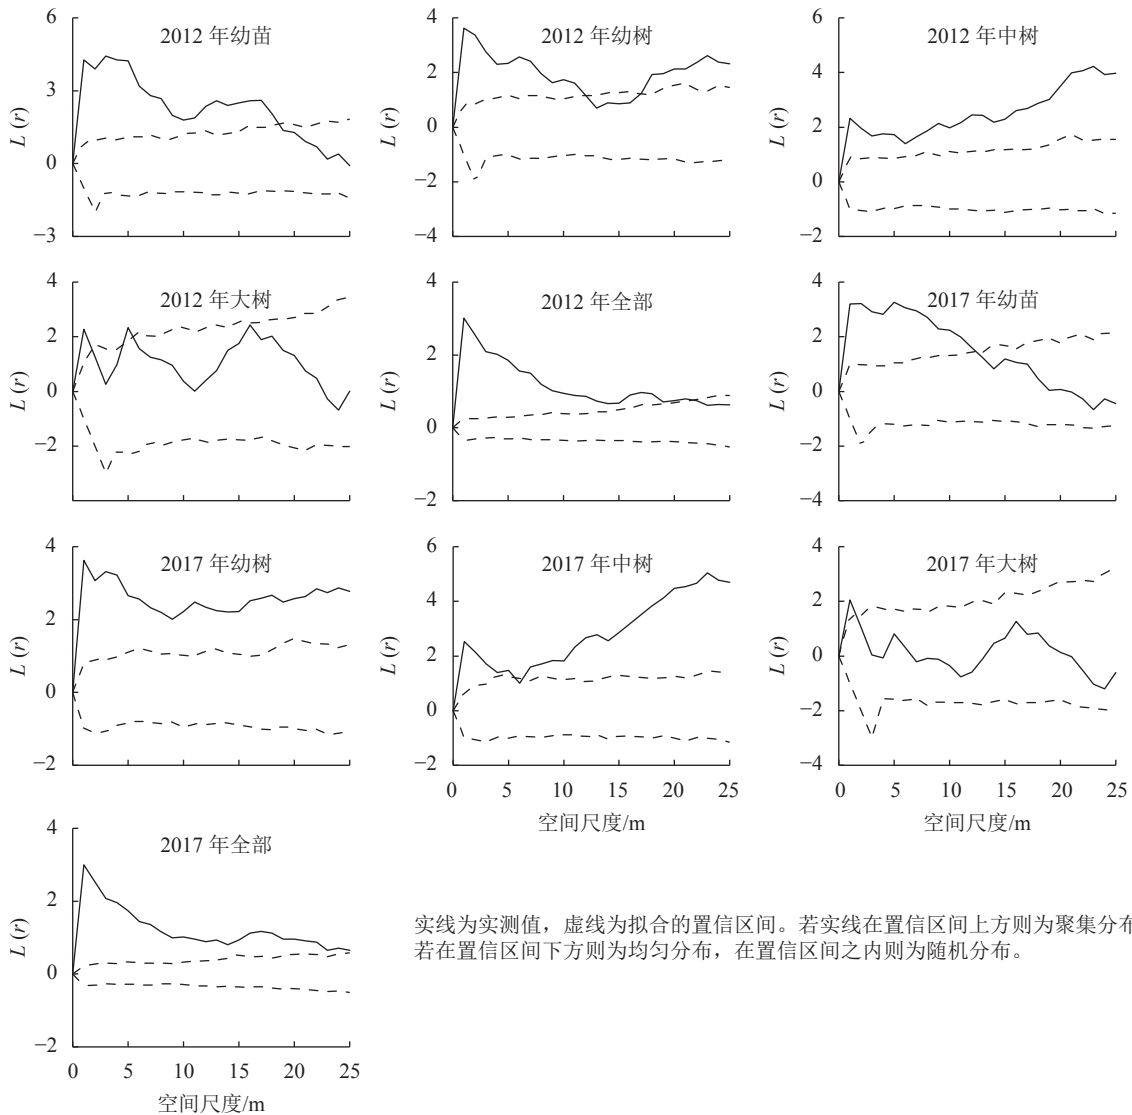 2012 年幼苗
6
3
0
−3
L (r)
2012 年幼树
4
2
0
−2
−4
L (r)
2012 年中树
6
4
2
0
−2
L (r)
2012 年大树
4
2
0
−2
L (r)
2012 年全部
4
2
0
−2
L (r)
2017 年幼苗
4
2
0
−2
−4
L (r)
2017 年幼树
4
2
0
−2
L (r)
2017 年中树
6
4
2
0
−2
L (r)
0 5 10 15 20 25
空间尺度/m
2017 年大树
4
2
0
−2
−4
L (r)
0 5 10 15 20 25
空间尺度/m
2017 年全部
4
2
0
−2
L (r)
0 5 10 15 20 25
空间尺度/m
实线为实测值，虚线为拟合的置信区间。若实线在置信区间上方则为聚集分布
若在置信区间下方则为均匀分布，在置信区间之内则为随机分布。